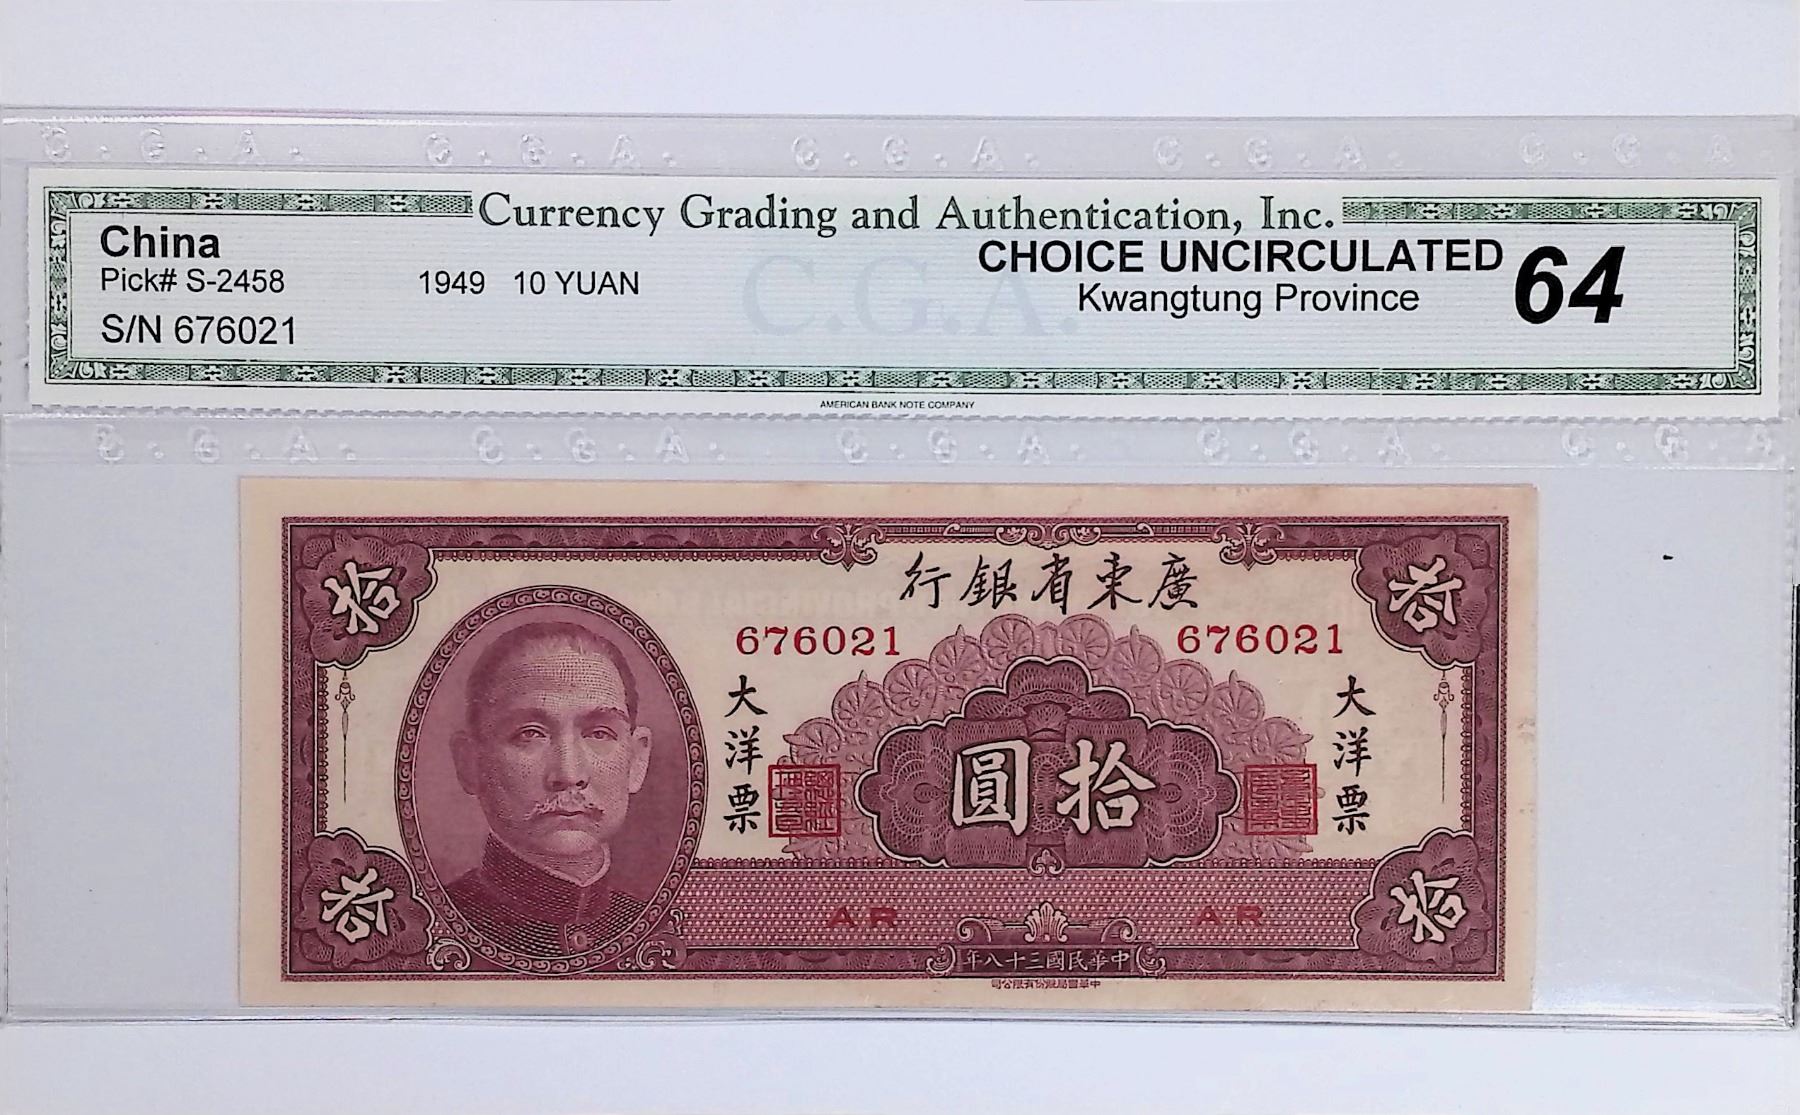 C.G.A. C.G.A. C.G.A. C.G.A. C.G.A
Currency Grading and Authentication, Inc.
China
CHOICE UNCIRCULATED 64
Pick# S-2458 1949 10 YUAN Kwangtung Province
C.G.A.
S/N 676021
AMERICAN BANK NOTE COMPANY
C.G.A. C.G.A. C.G.A. C.G.A. C.G.A
拾
拾
廣東省銀行
676021 676021
大洋票
大洋票
拾圓
拾
拾
AR AR
中華民國三十八年